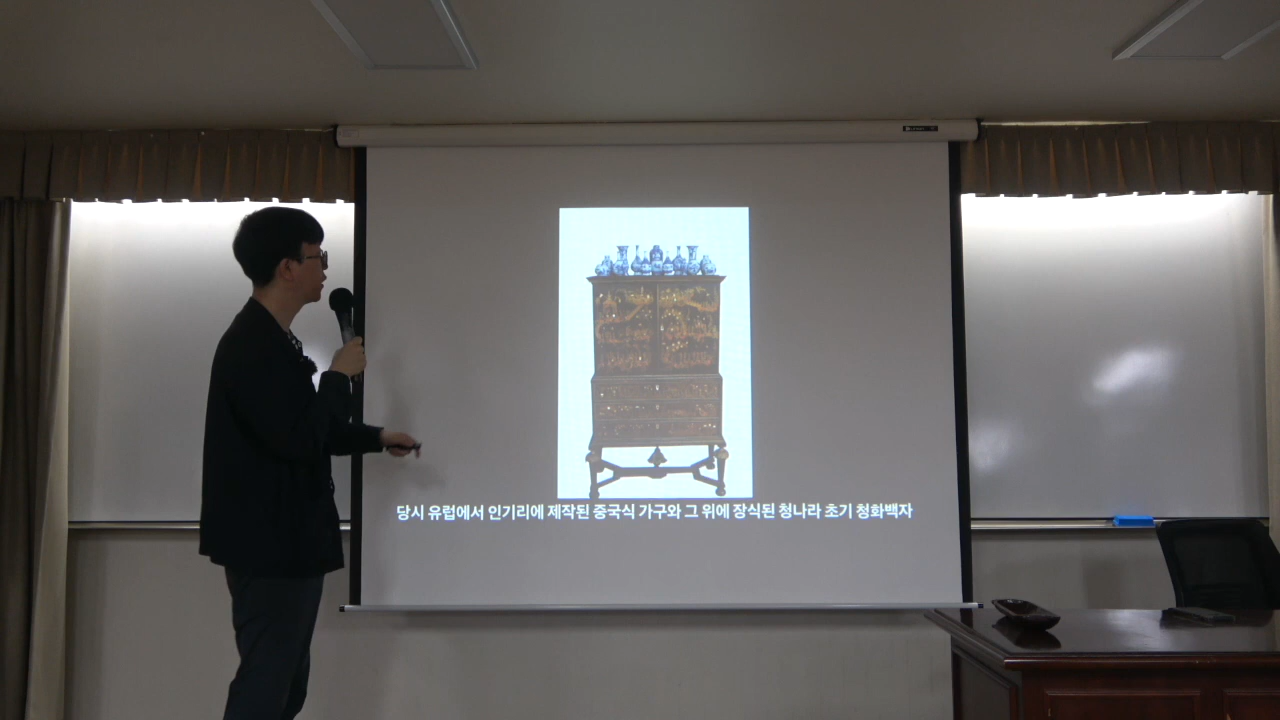 당시 유럽에서 인기리에 제작된 중국식 가구와 그 위에 장식된 청나라 초기 청화백자